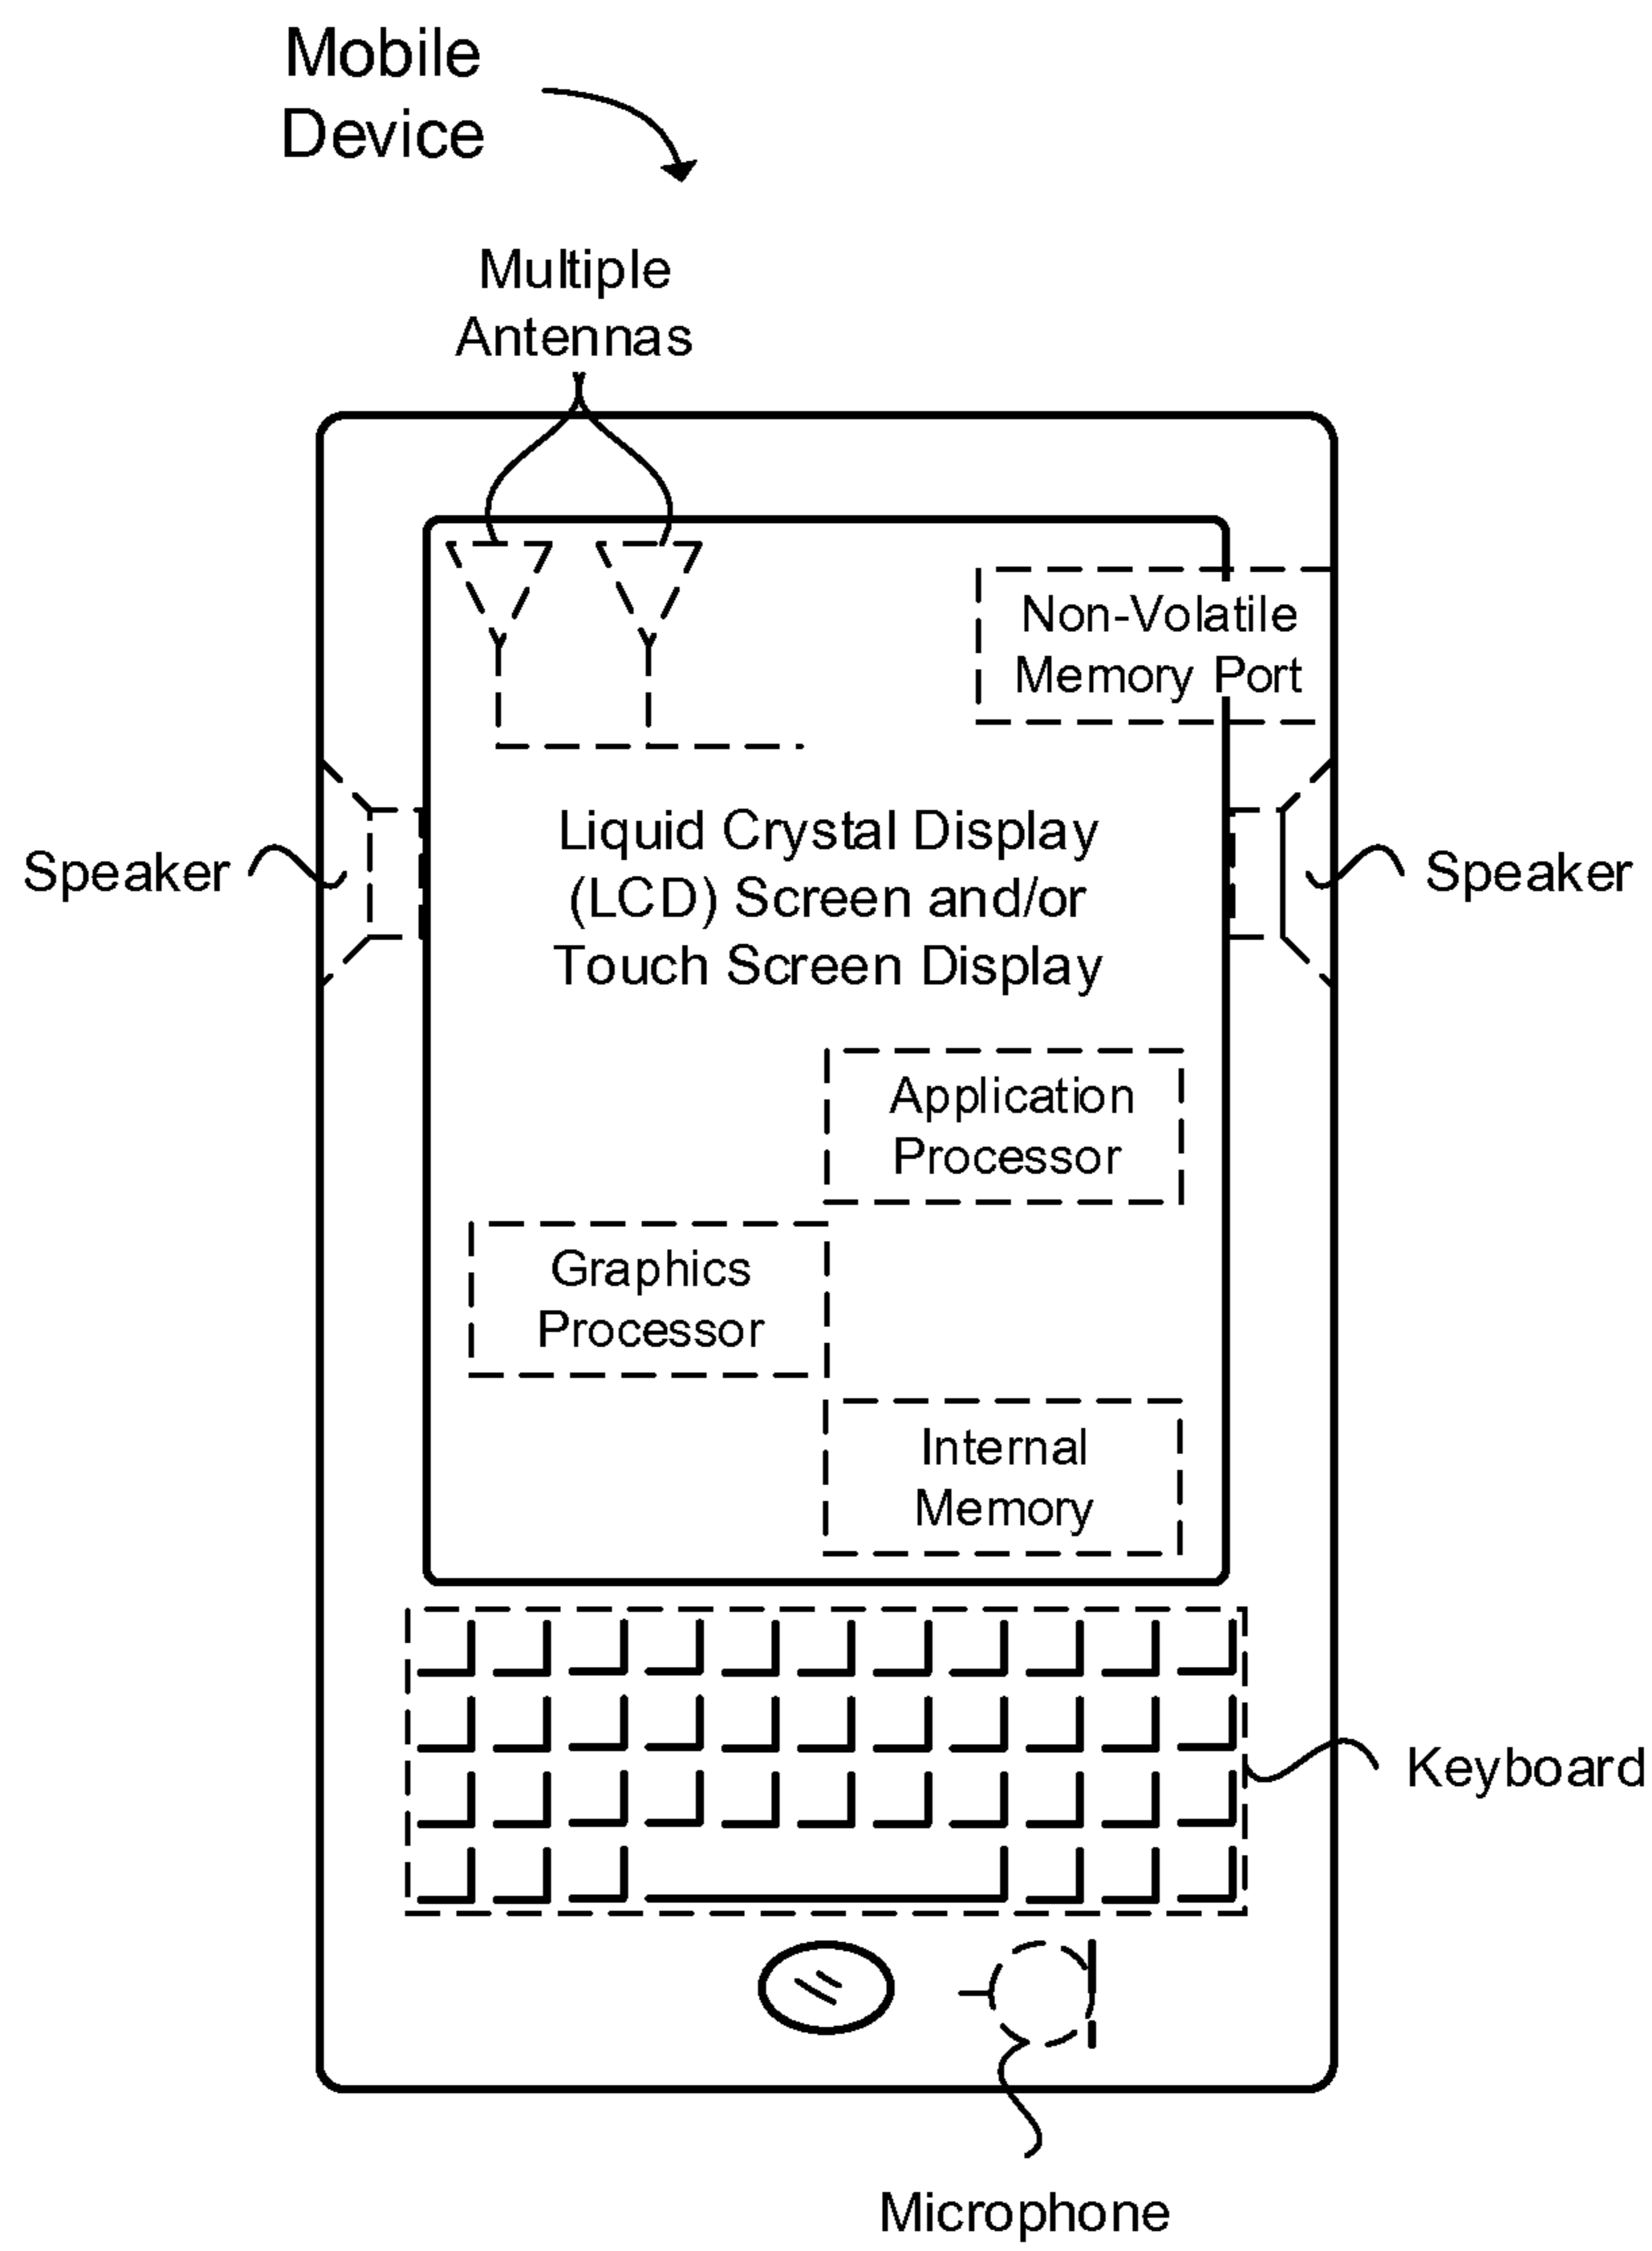 Mobile
Device
Multiple
Antennas
Non-Volatile
Memory Port
Liquid Crystal Display
(LCD) Screen and/or
Touch Screen Display
Speaker
Speaker
Application
Processor
Graphics
Processor
Internal
Memory
Keyboard
Microphone